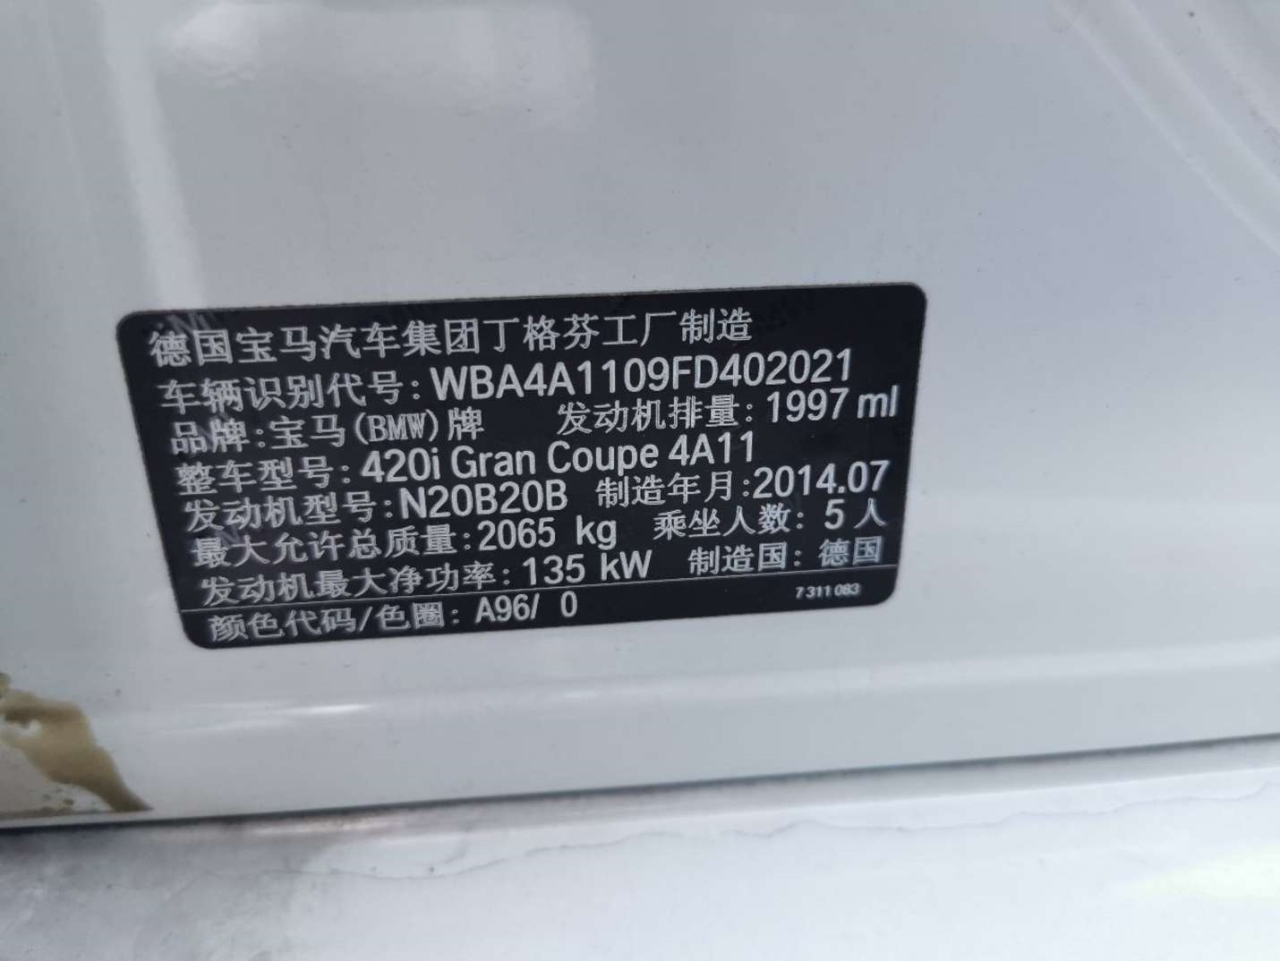 德国宝马汽车集团丁格芬工厂制造
车辆识别代号: WBA4A1109FD402021
品牌:宝马(BMW)牌 发动机排量: 1997 ml
整车型号: 420i Gran Coupe 4A11
发动机型号: N20B20B 制造年月:2014.07
最大允许总质量:2065 kg 乘坐人数: 5 人
发动机最大净功率: 135 kW 制造国: 德国
颜色代码/色圈: A96/ 0 7 311 083